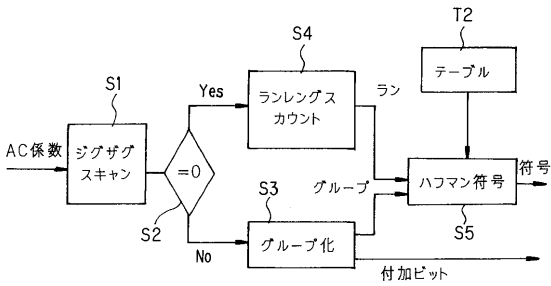 S4
T2
S1
Yes
ランレングス
カウント
ラン
テーブル
AC係数
ジグザグ
スキャン
=0
S2
グループ
ハフマン符号
符号
S5
S3
No
グループ化
付加ビット